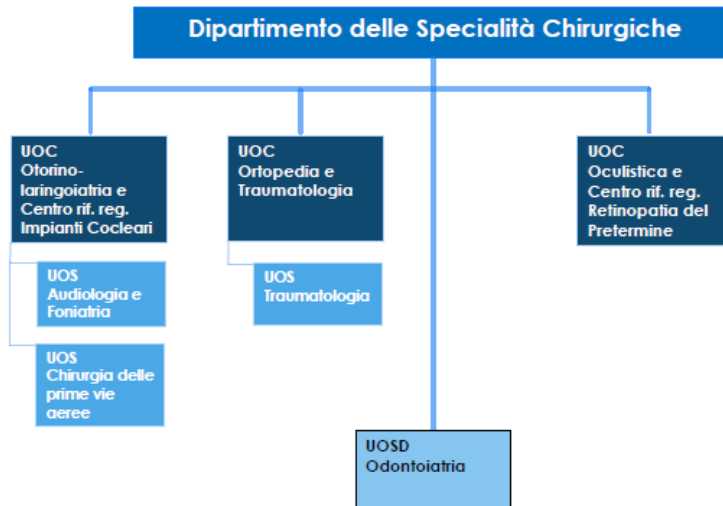 Dipartimento delle Specialità Chirurgiche
UOC
Otorino-
laringoiatria e
Centro rif. reg.
Impianti Cocleari
UOS
Audiologia e
Foniatria
UOS
Chirurgia delle
prime vie
aeree
UOC
Ortopedia e
Traumatologia
UOS
Traumatologia
UOC
Oculistica e
Centro rif. reg.
Retinopatia del
Pretermine
UOSD
Odontoiatria